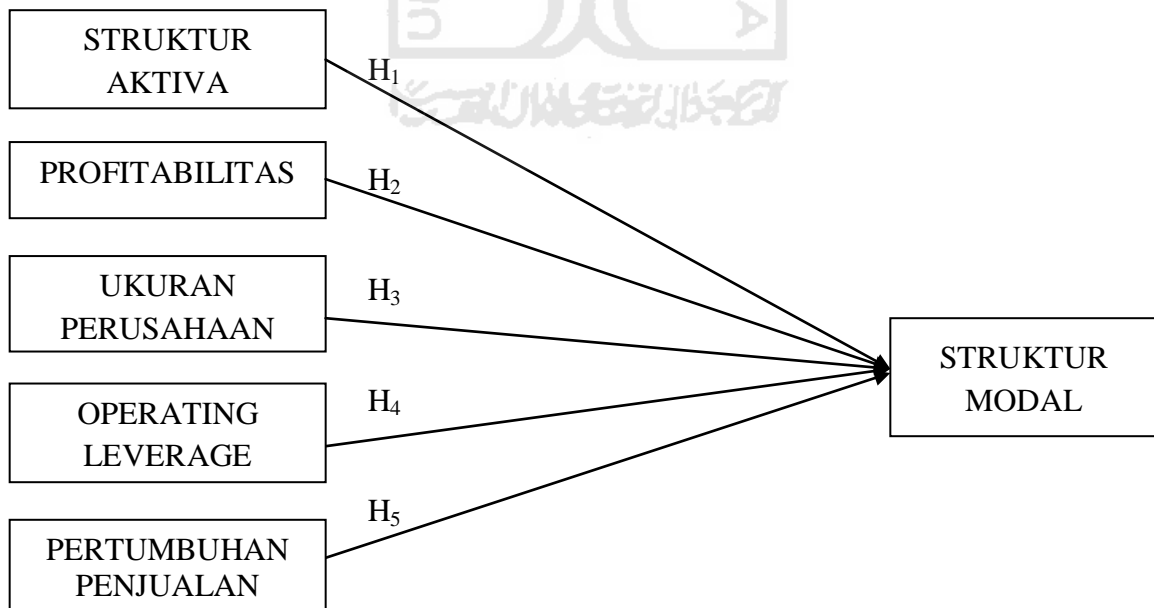 STRUKTUR
AKTIVA
H₁
PROFITABILITAS
H₂
UKURAN
PERUSAHAAN
H₃
STRUKTUR
MODAL
OPERATING
LEVERAGE
H₄
PERTUMBUHAN
PENJUALAN
H₅